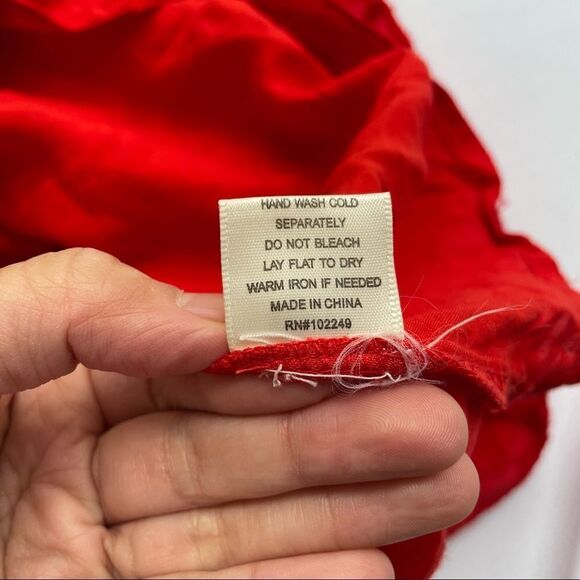 HAND WASH COLD
SEPARATELY
DO NOT BLEACH
LAY FLAT TO DRY
WARM IRON IF NEEDED
MADE IN CHINA
RN#102249